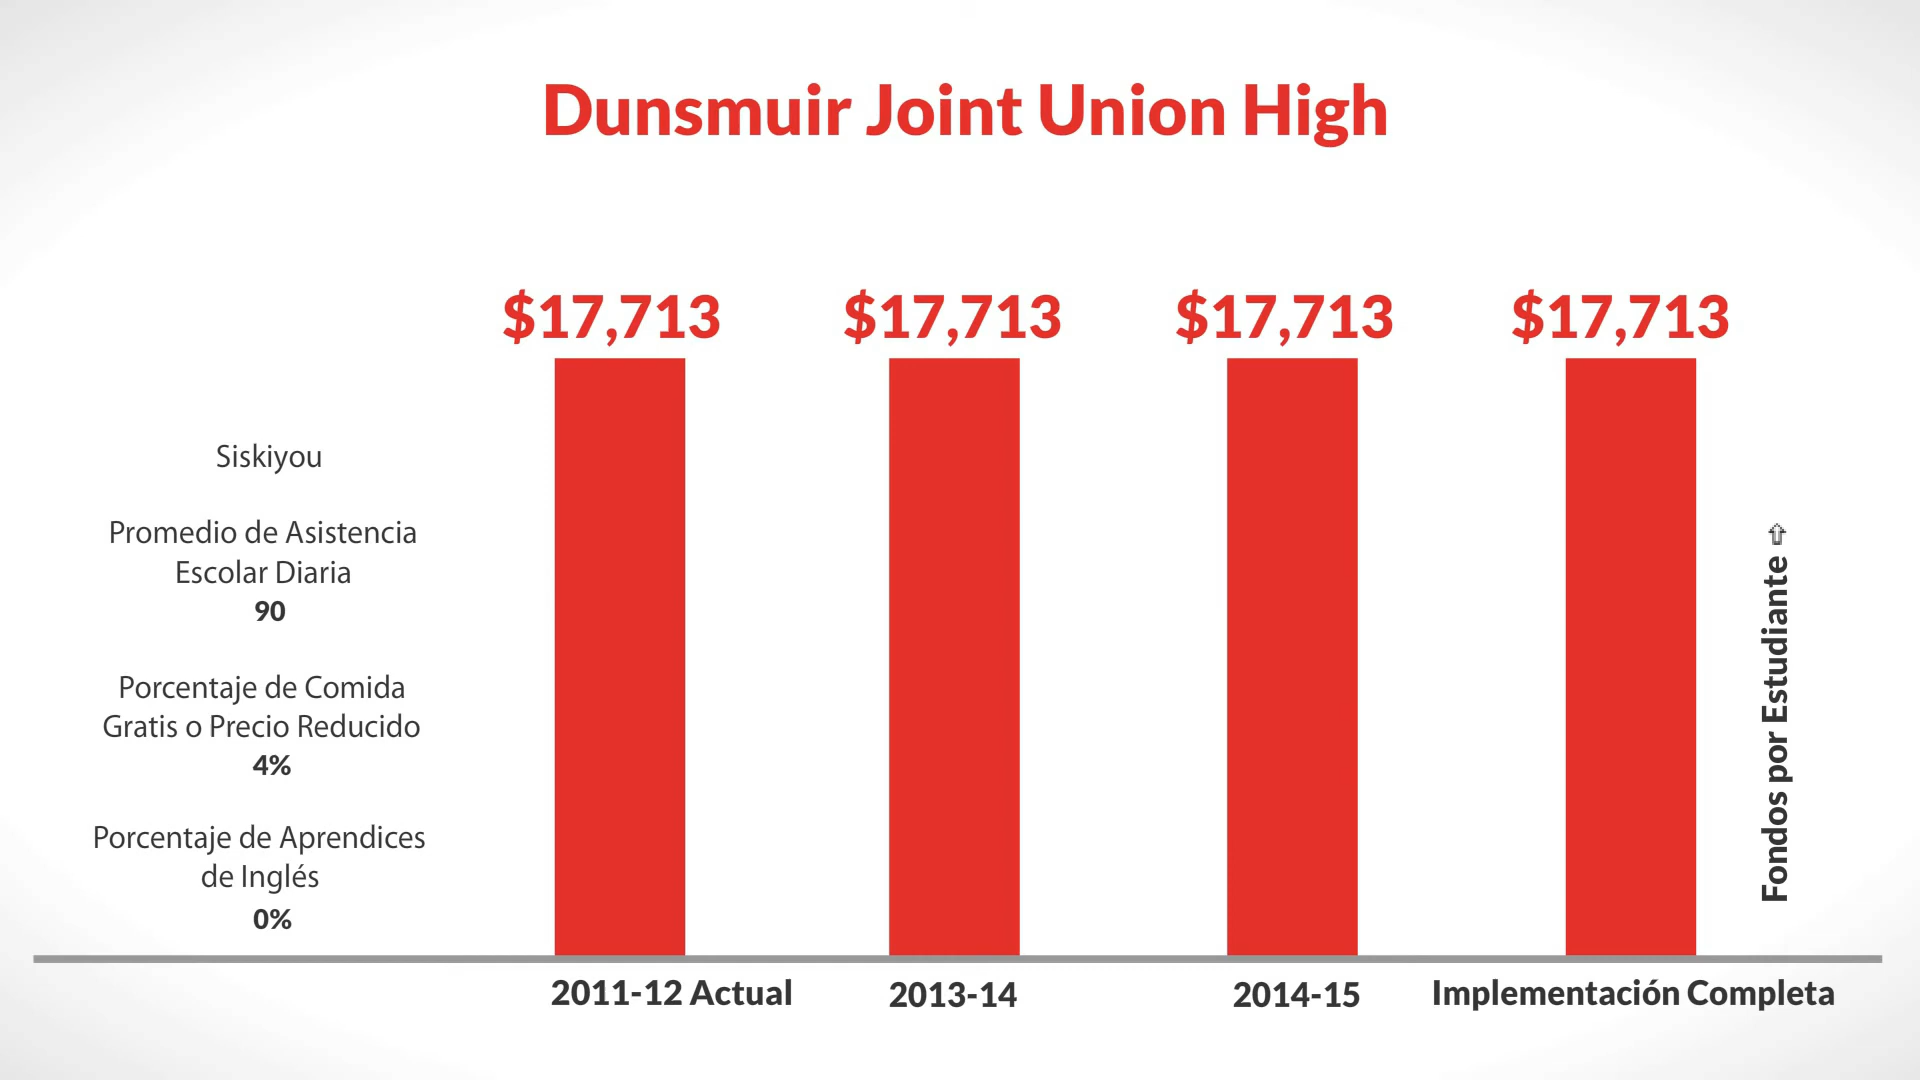 Dunsmuir Joint Union High
$17,713
$17,713
$17,713
$17,713
Siskiyou
Promedio de Asistencia
Escolar Diaria
90
Porcentaje de Comida
Gratis o Precio Reducido
4%
Porcentaje de Aprendices
de Inglés
0%
Fondos por Estudiante ⇧
2011-12 Actual
2013-14
2014-15
Implementación Completa